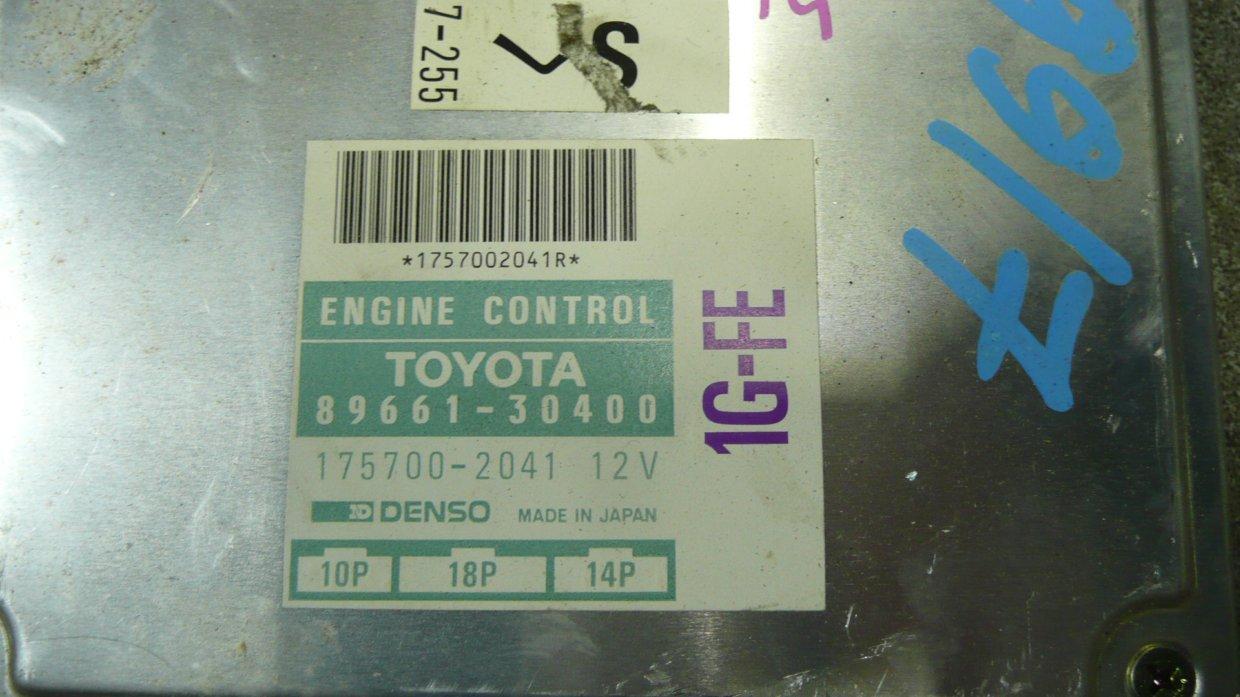 7-255
S
*1757002041R*
ENGINE CONTROL
TOYOTA
89661-30400
175700-2041 12V
ND DENSO MADE IN JAPAN
10P 18P 14P
1G-FE